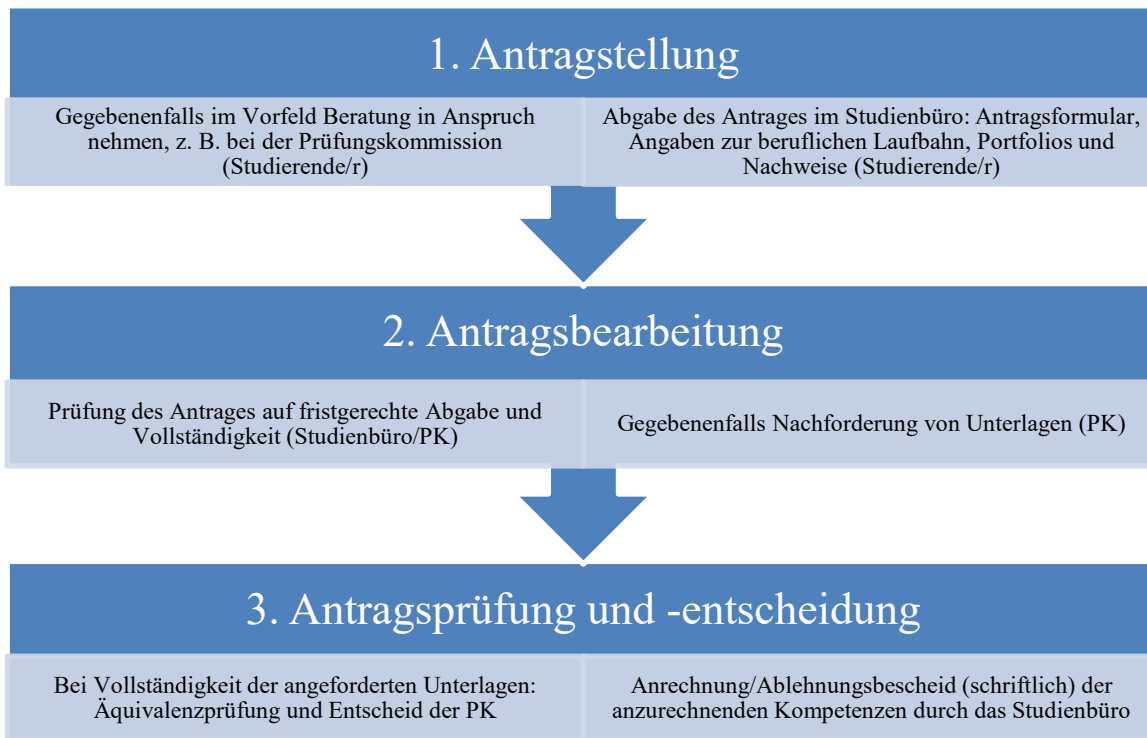 1. Antragstellung
Gegebenenfalls im Vorfeld Beratung in Anspruch
nehmen, z. B. bei der Prüfungskommission
(Studierende/r)
Abgabe des Antrages im Studienbüro: Antragsformular,
Angaben zur beruflichen Laufbahn, Portfolios und
Nachweise (Studierende/r)
2. Antragsbearbeitung
Prüfung des Antrages auf fristgerechte Abgabe und
Vollständigkeit (Studienbüro/PK)
Gegebenenfalls Nachforderung von Unterlagen (PK)
3. Antragsprüfung und -entscheidung
Bei Vollständigkeit der angeforderten Unterlagen:
Äquivalenzprüfung und Entscheid der PK
Anrechnung/Ablehnungsbescheid (schriftlich) der
anzurechnenden Kompetenzen durch das Studienbüro